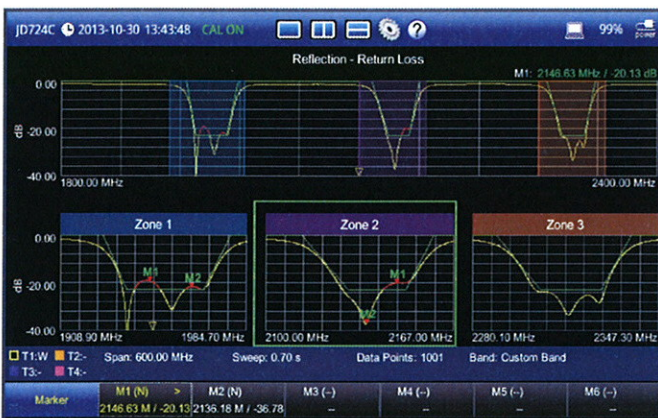 JD724C 2013-10-30 13:43:48 CAL ON 99%
power
Reflection - Return Loss
M1: 2146.63 MHz / -20.13 dB
0.00
dB
-20.00
-40.00
1800.00 MHz 2400.00 MHz
Zone 1 Zone 2 Zone 3
0.00
M1 M2 M1
dB
-20.00
M2
-40.00
1908.90 MHz 1984.70 MHz 2100.00 MHz 2167.00 MHz 2280.10 MHz 2347.30 MHz
T1:W T2:- Span: 600.00 MHz Sweep: 0.70 s Data Points: 1001 Band: Custom Band
T3:- T4:-
Marker M1 (N) > M2 (N) M3 (--) M4 (--) M5 (--) M6 (--)
2146.63 M / -20.13 2136.18 M / -36.78 -- -- -- --